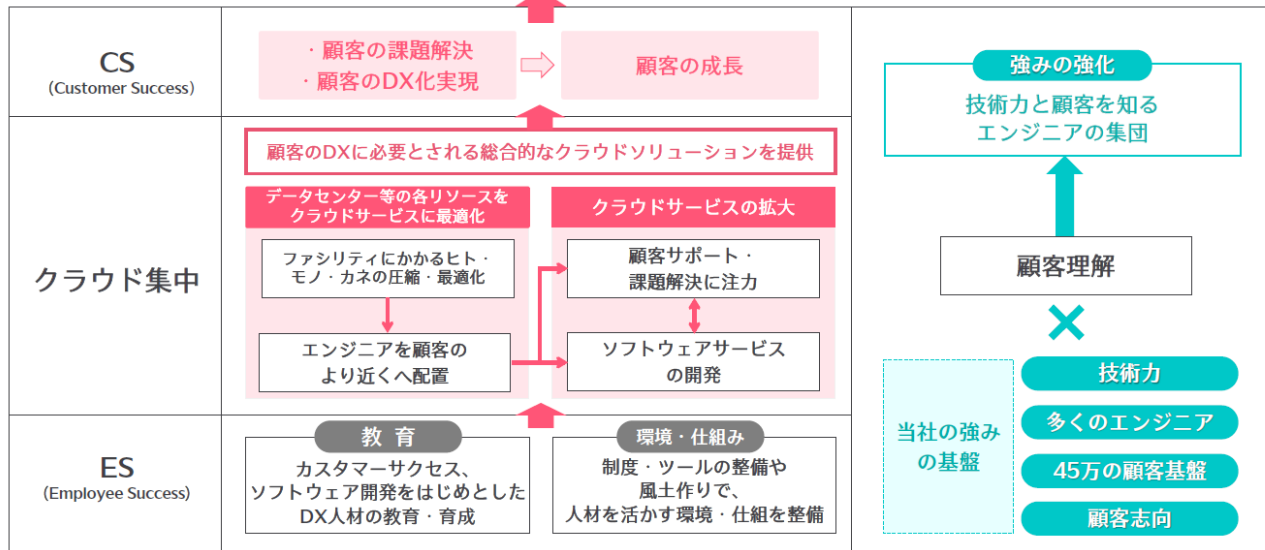 CS
(Customer Success)
・顧客の課題解決
・顧客のDX化実現
顧客の成長
クラウド集中
顧客のDXに必要とされる総合的なクラウドソリューションを提供
データセンター等の各リソースを
クラウドサービスに最適化
ファシリティにかかるヒト・
モノ・カネの圧縮・最適化
エンジニアを顧客の
より近くへ配置
クラウドサービスの拡大
顧客サポート・
課題解決に注力
ソフトウェアサービス
の開発
ES
(Employee Success)
教育
カスタマーサクセス、
ソフトウェア開発をはじめとした
DX人材の教育・育成
環境・仕組み
制度・ツールの整備や
風土作りで、
人材を活かす環境・仕組を整備
強みの強化
技術力と顧客を知る
エンジニアの集団
顧客理解
×
当社の強み
の基盤
技術力
多くのエンジニア
45万の顧客基盤
顧客志向